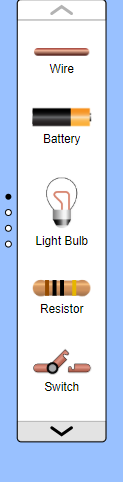 Wire
Battery
Light Bulb
Resistor
Switch